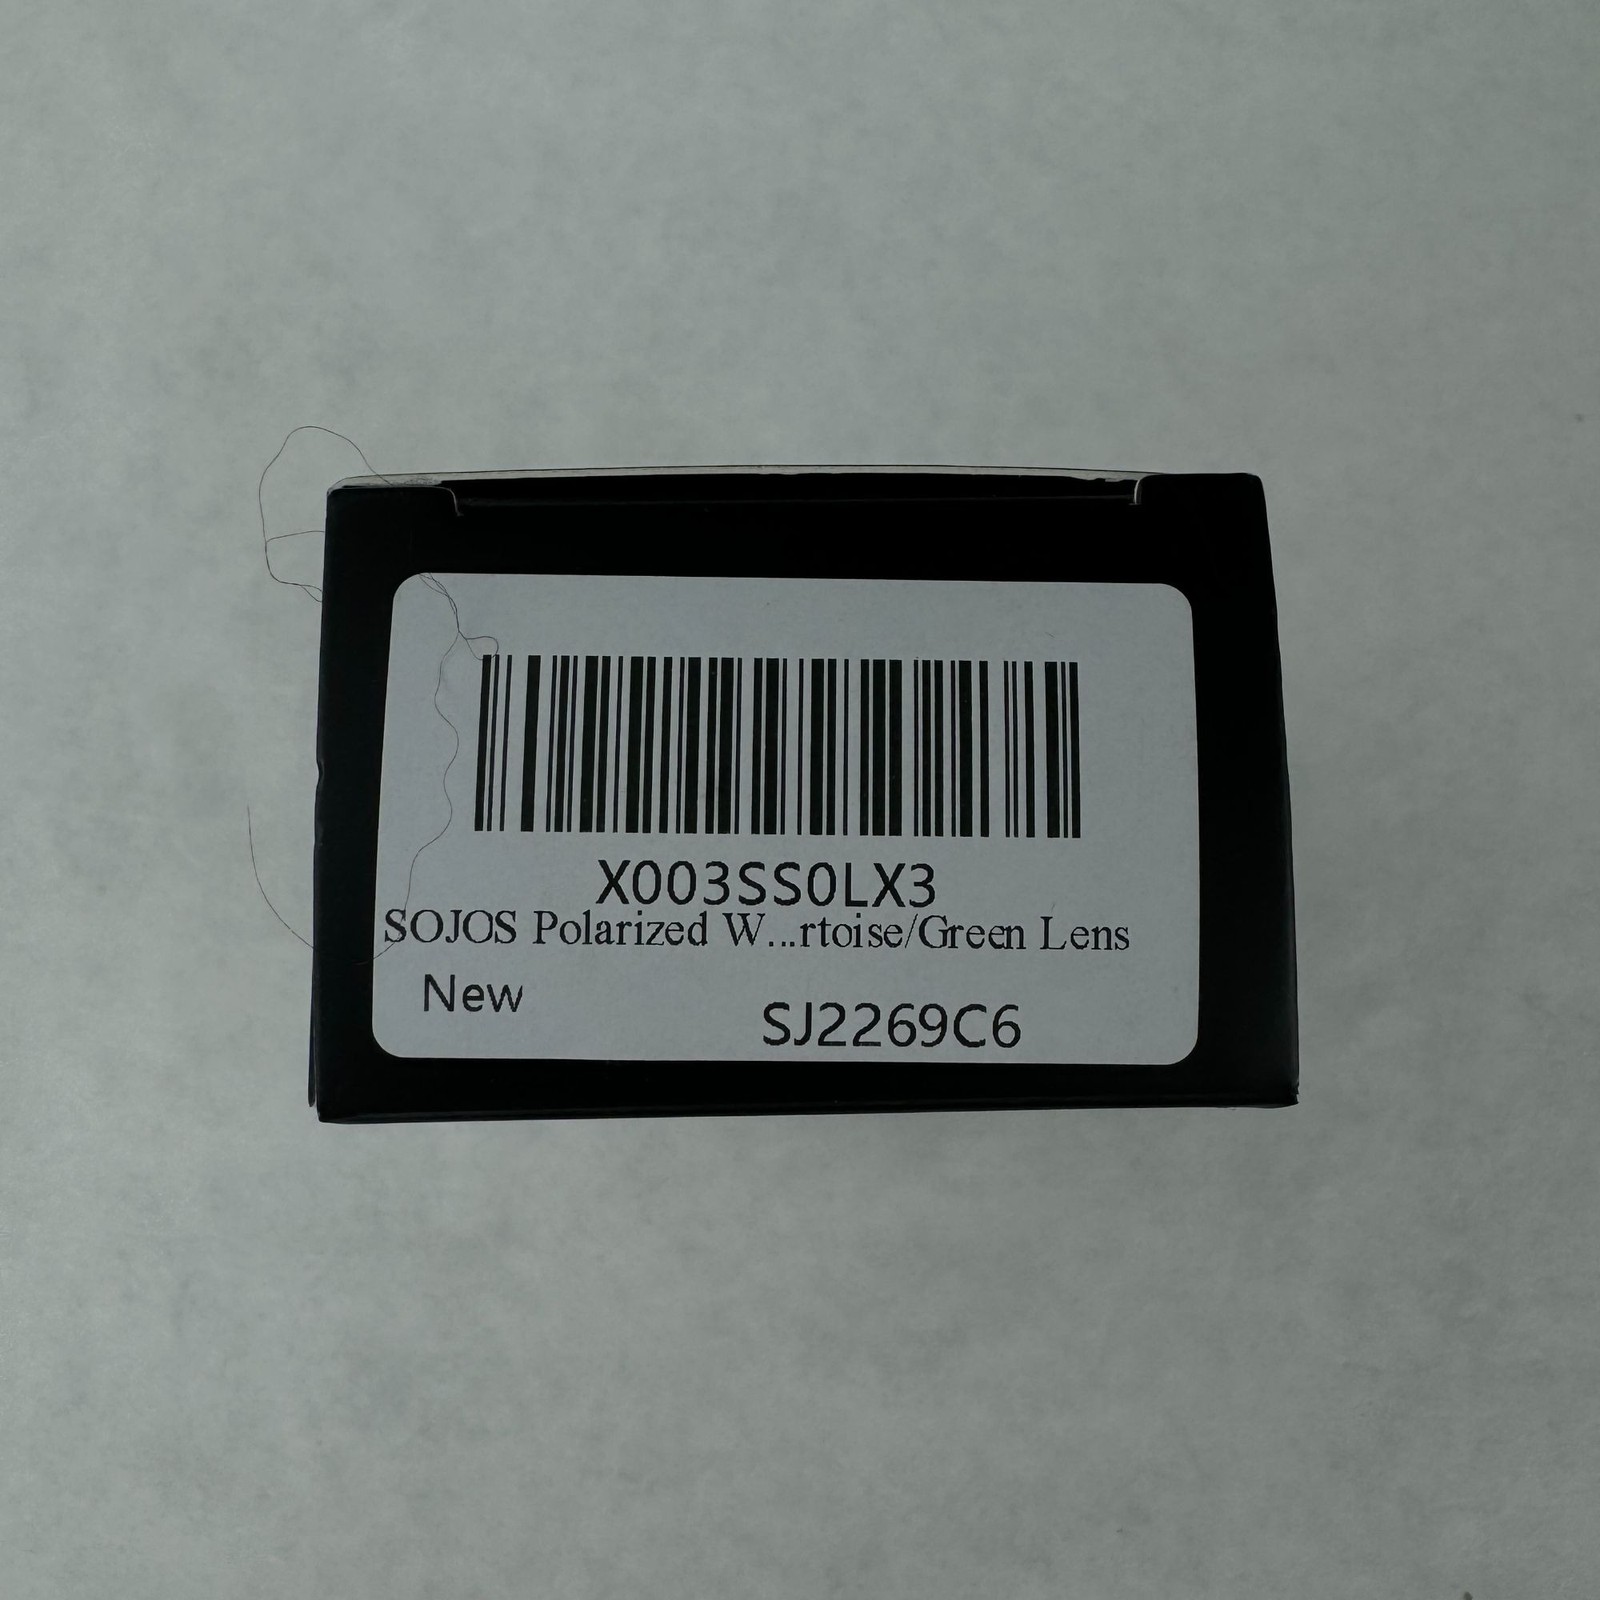 X003SS0LX3
SOJOS Polarized W...rtoise/Green Lens
New
SJ2269C6